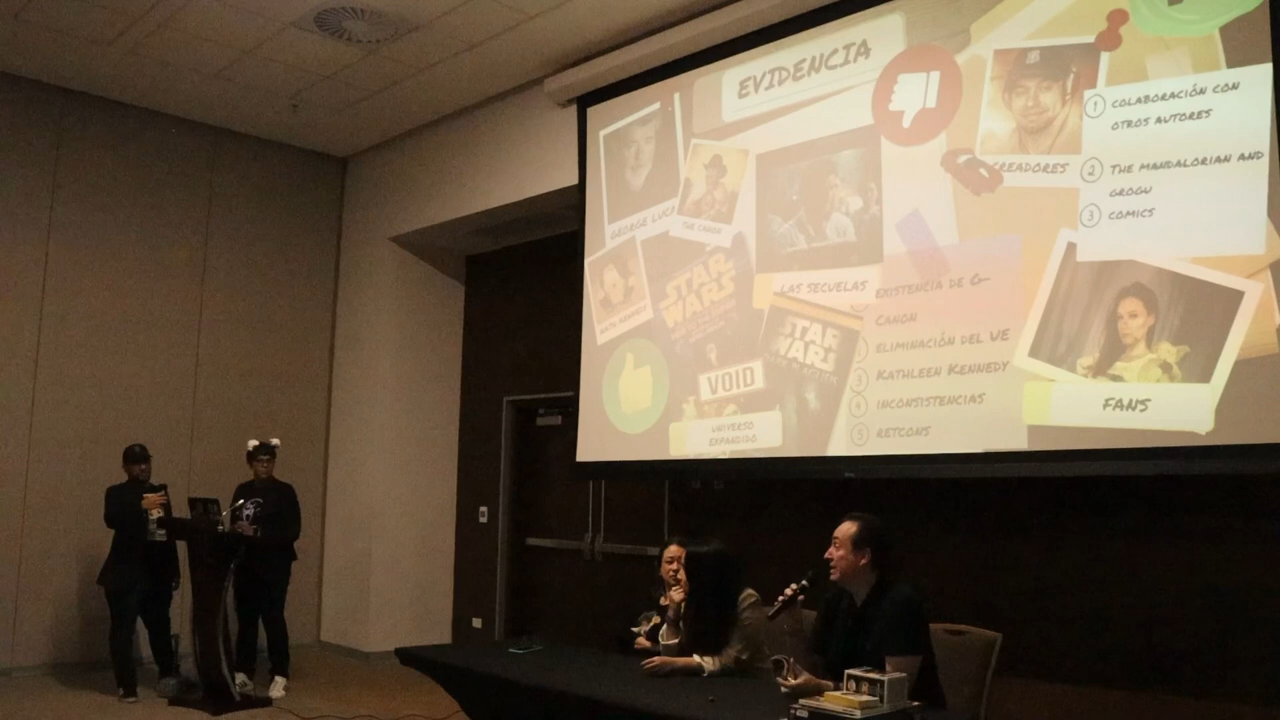 EVIDENCIA
GEORGE LUCA
THE CANON
LAS SECUELAS
CREADORES
1 COLABORACIÓN CON
OTROS AUTORES
2 THE MANDALORIAN AND
GROGU
3 COMICS
STAR
WARS
STAR
WARS
VOID
UNIVERSO
EXPANDIDO
EXISTENCIA DE G-
CANON
ELIMINACIÓN DEL UE
3 KATHLEEN KENNEDY
4 INCONSISTENCIAS
5 RETCONS
FANS